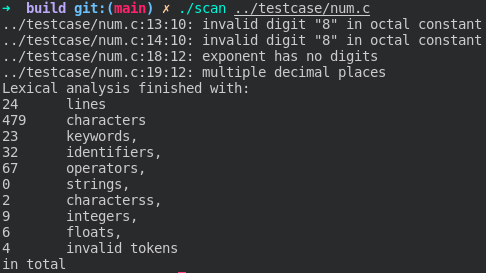 ➜  build git:(main) ✗ ./scan ../testcase/num.c
../testcase/num.c:13:10: invalid digit "8" in octal constant
../testcase/num.c:14:10: invalid digit "8" in octal constant
../testcase/num.c:18:12: exponent has no digits
../testcase/num.c:19:12: multiple decimal places
Lexical analysis finished with:
24      lines
479     characters
23      keywords,
32      identifiers,
67      operators,
0       strings,
2       characterss,
9       integers,
6       floats,
4       invalid tokens
in total